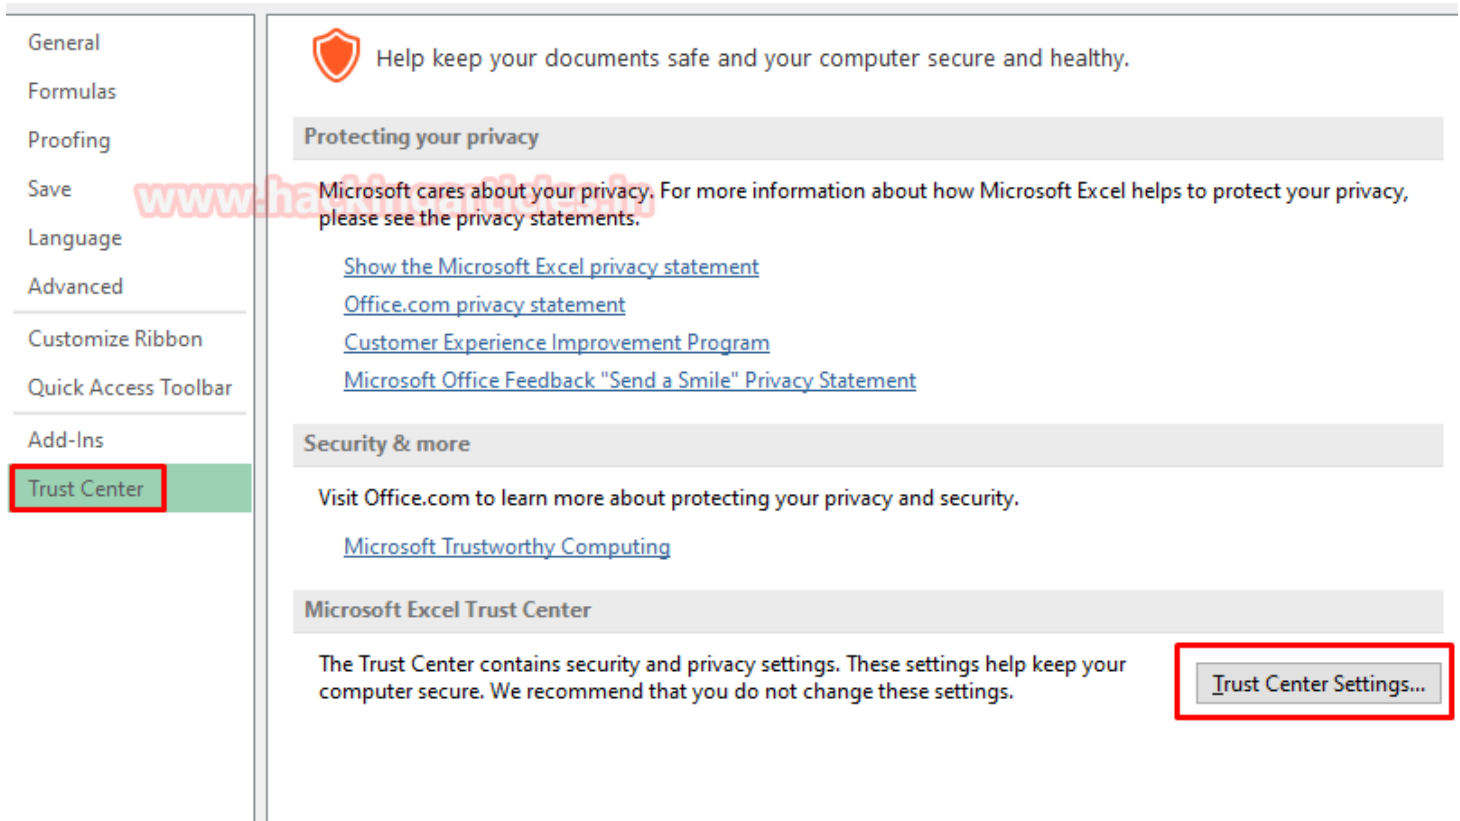 General
Formulas
Proofing
Save
Language
Advanced
Customize Ribbon
Quick Access Toolbar
Add-Ins
Trust Center
Help keep your documents safe and your computer secure and healthy.
Protecting your privacy
www.hackingarticles.in
Microsoft cares about your privacy. For more information about how Microsoft Excel helps to protect your privacy,
please see the privacy statements.
Show the Microsoft Excel privacy statement
Office.com privacy statement
Customer Experience Improvement Program
Microsoft Office Feedback "Send a Smile" Privacy Statement
Security & more
Visit Office.com to learn more about protecting your privacy and security.
Microsoft Trustworthy Computing
Microsoft Excel Trust Center
The Trust Center contains security and privacy settings. These settings help keep your
computer secure. We recommend that you do not change these settings.
Trust Center Settings...